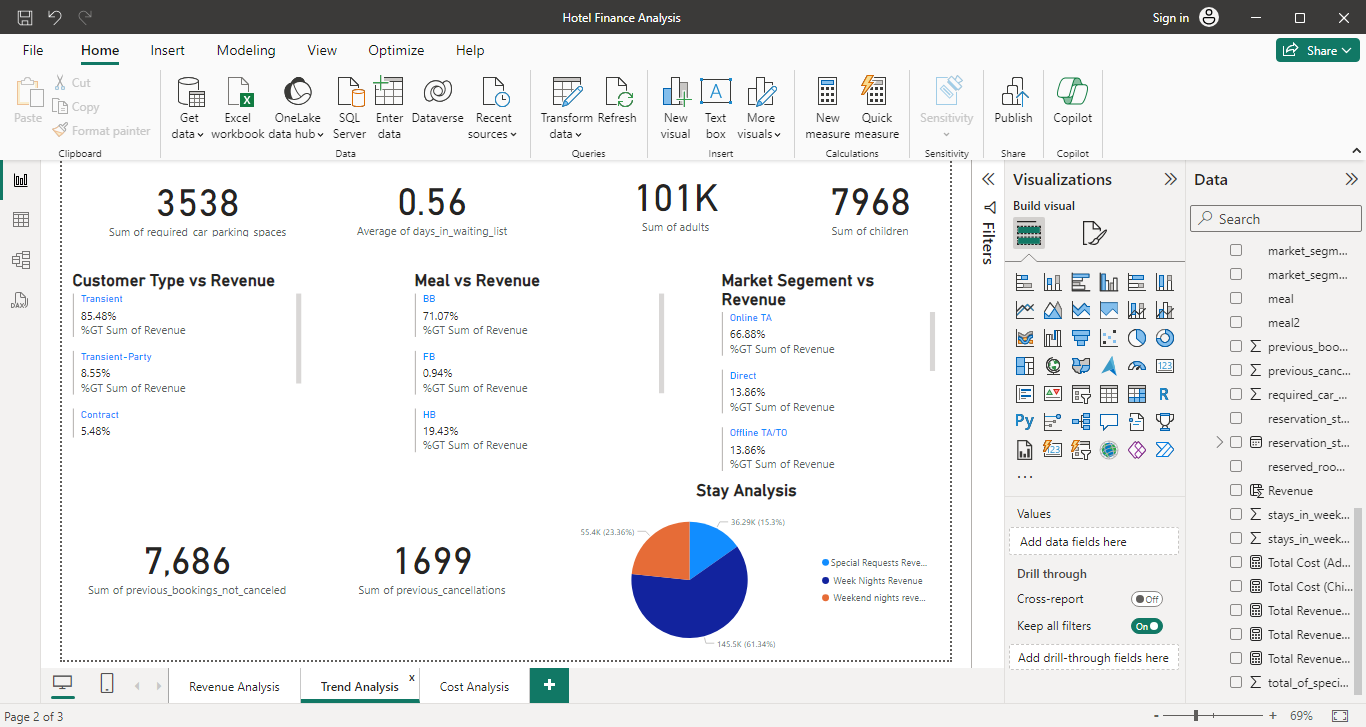 Hotel Finance Analysis
Sign in
File
Home
Insert
Modeling
View
Optimize
Help
Share
Paste
Cut
Copy
Format painter
Clipboard
Get
data
Excel
workbook
OneLake
data hub
SQL
Server
Enter
data
Dataverse
Recent
sources
Data
Transform
data
Refresh
Queries
New
visual
Text
box
More
visuals
Insert
New
measure
Quick
measure
Calculations
Sensitivity
Sensitivity
Publish
Share
Copilot
Copilot
3538
Sum of required_car_parking_spaces
0.56
Average of days_in_waiting_list
101K
Sum of adults
7968
Sum of children
Customer Type vs Revenue
Transient
85.48%
%GT Sum of Revenue
Transient-Party
8.55%
%GT Sum of Revenue
Contract
5.48%
Meal vs Revenue
BB
71.07%
%GT Sum of Revenue
FB
0.94%
%GT Sum of Revenue
HB
19.43%
%GT Sum of Revenue
Market Segement vs
Revenue
Online TA
66.88%
%GT Sum of Revenue
Direct
13.86%
%GT Sum of Revenue
Offline TA/TO
13.86%
%GT Sum of Revenue
7,686
Sum of previous_bookings_not_canceled
1699
Sum of previous_cancellations
Stay Analysis
55.4K (23.36%)
36.29K (15.3%)
145.5K (61.34%)
Special Requests Reve...
Week Nights Revenue
Weekend nights reve...
Filters
Visualizations
Build visual
123
R
Py
123
...
Values
Add data fields here
Drill through
Cross-report
Off
Keep all filters
On
Add drill-through fields here
Data
Search
market_segm...
market_segm...
meal
meal2
previous_boo...
previous_canc...
required_car_...
reservation_st...
reservation_st...
reserved_roo...
Revenue
stays_in_week...
stays_in_week...
Total Cost (Ad...
Total Cost (Chi...
Total Revenue...
Total Revenue...
Total Revenue...
total_of_speci...
DAX
Revenue Analysis
Trend Analysis
x
Cost Analysis
+
Page 2 of 3
-
+
69%